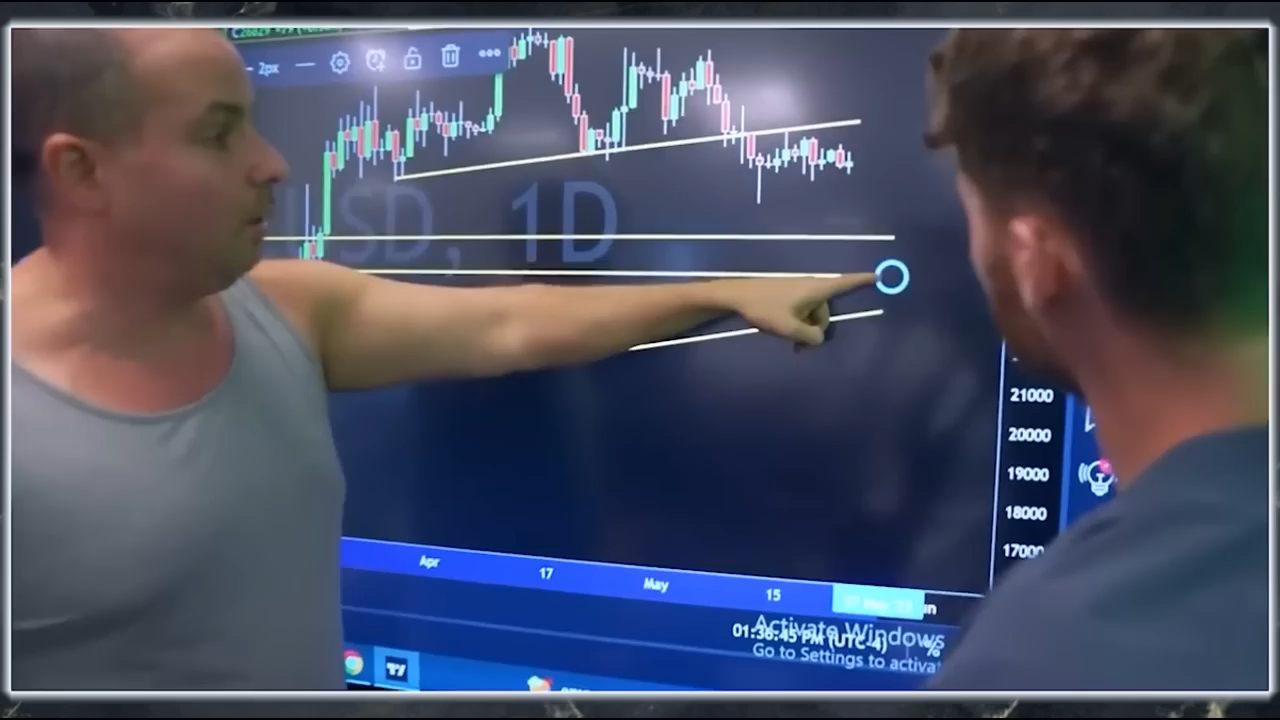 2px
USD, 1D
21000
20000
19000
18000
17000
Apr
17
May
15
01:36:45 PM (UTC-4)
%
Activate Windows
Go to Settings to activa